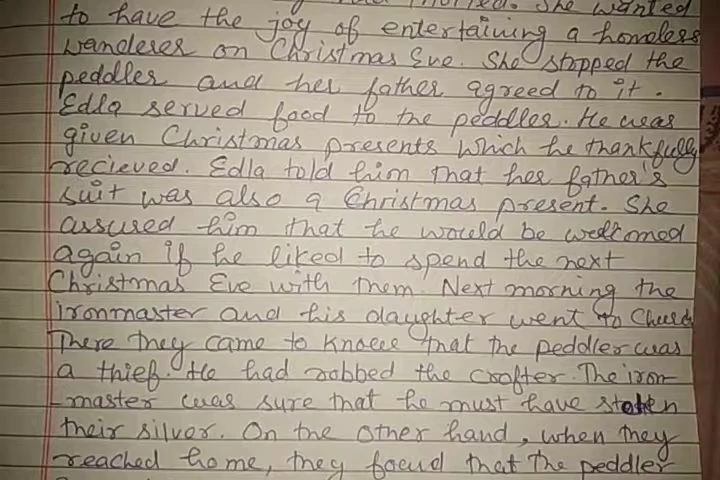 She wanted
to have the joy of entertaining a homeless
wanderer on Christmas Eve. She stopped the
peddler and her father agreed to it.
Edla served food to the peddler. He was
given Christmas presents which he thankfully
recieved. Edla told him that her father's
suit was also a Christmas present. She
assured him that he would be welcomed
again if he liked to spend the next
Christmas Eve with them. Next morning the
ironmaster and his daughter went to Church
There they came to know that the peddler was
a thief. He had robbed the crofter. The iron-
-master was sure that he must have stolen
their silver. On the other hand, when they
reached home, they found that the peddler